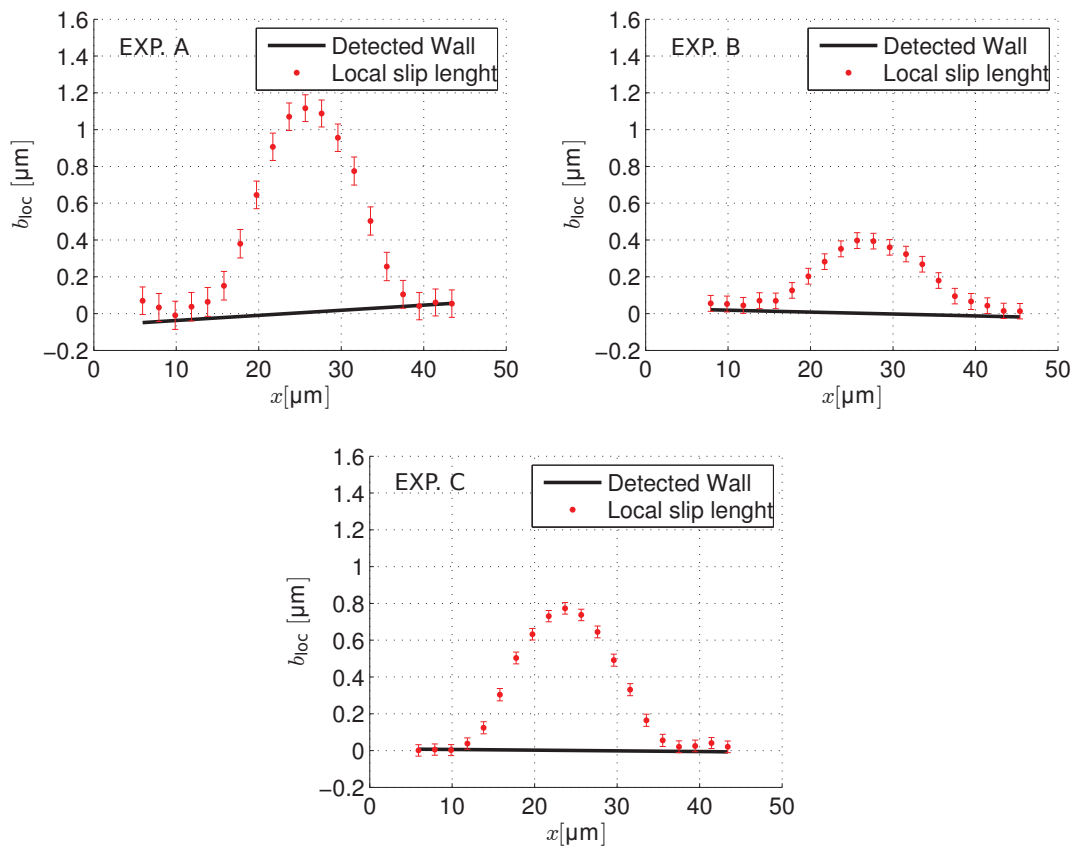 EXP. A
Detected Wall
Local slip lenght
1.6
1.4
1.2
1
0.8
0.6
0.4
0.2
0
−0.2
b_loc [μm]
0 10 20 30 40 50
x[μm]
EXP. B
Detected Wall
Local slip lenght
1.6
1.4
1.2
1
0.8
0.6
0.4
0.2
0
−0.2
b_loc [μm]
0 10 20 30 40 50
x[μm]
EXP. C
Detected Wall
Local slip lenght
1.6
1.4
1.2
1
0.8
0.6
0.4
0.2
0
−0.2
b_loc [μm]
0 10 20 30 40 50
x[μm]